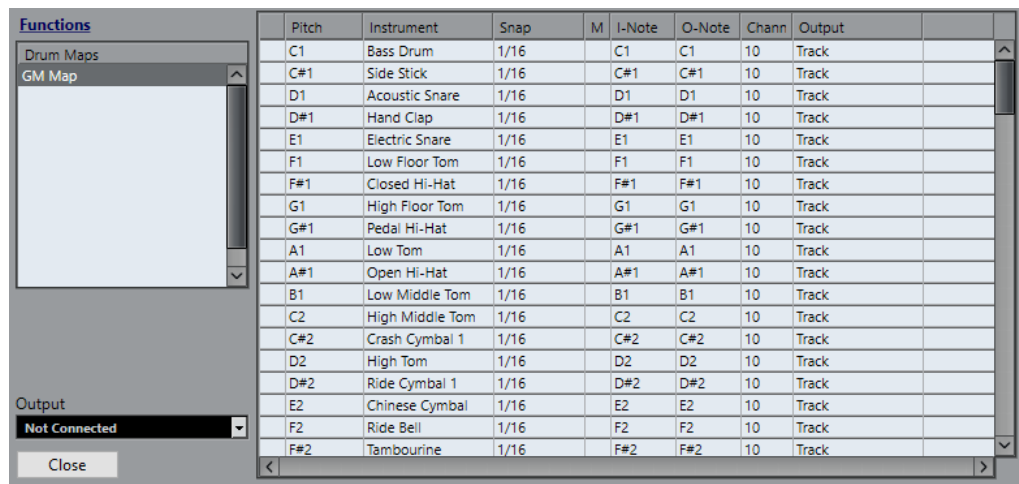 Functions
Drum Maps
GM Map
Output
Not Connected
Close
Pitch Instrument Snap M I-Note O-Note Chann Output
C1 Bass Drum 1/16 C1 C1 10 Track
C#1 Side Stick 1/16 C#1 C#1 10 Track
D1 Acoustic Snare 1/16 D1 D1 10 Track
D#1 Hand Clap 1/16 D#1 D#1 10 Track
E1 Electric Snare 1/16 E1 E1 10 Track
F1 Low Floor Tom 1/16 F1 F1 10 Track
F#1 Closed Hi-Hat 1/16 F#1 F#1 10 Track
G1 High Floor Tom 1/16 G1 G1 10 Track
G#1 Pedal Hi-Hat 1/16 G#1 G#1 10 Track
A1 Low Tom 1/16 A1 A1 10 Track
A#1 Open Hi-Hat 1/16 A#1 A#1 10 Track
B1 Low Middle Tom 1/16 B1 B1 10 Track
C2 High Middle Tom 1/16 C2 C2 10 Track
C#2 Crash Cymbal 1 1/16 C#2 C#2 10 Track
D2 High Tom 1/16 D2 D2 10 Track
D#2 Ride Cymbal 1 1/16 D#2 D#2 10 Track
E2 Chinese Cymbal 1/16 E2 E2 10 Track
F2 Ride Bell 1/16 F2 F2 10 Track
F#2 Tambourine 1/16 F#2 F#2 10 Track